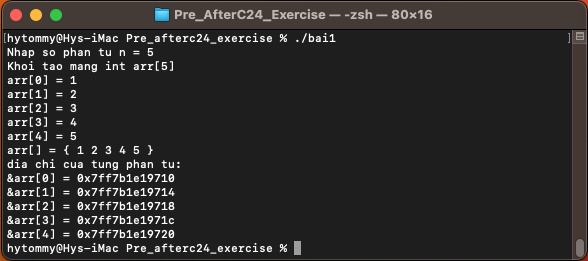 Pre_AfterC24_Exercise — -zsh — 80×16
[hytommy@Hys-iMac Pre_afterc24_exercise % ./bai1 ]
Nhap so phan tu n = 5
Khoi tao mang int arr[5]
arr[0] = 1
arr[1] = 2
arr[2] = 3
arr[3] = 4
arr[4] = 5
arr[] = { 1 2 3 4 5 }
dia chi cua tung phan tu:
&arr[0] = 0x7ff7b1e19710
&arr[1] = 0x7ff7b1e19714
&arr[2] = 0x7ff7b1e19718
&arr[3] = 0x7ff7b1e1971c
&arr[4] = 0x7ff7b1e19720
hytommy@Hys-iMac Pre_afterc24_exercise %